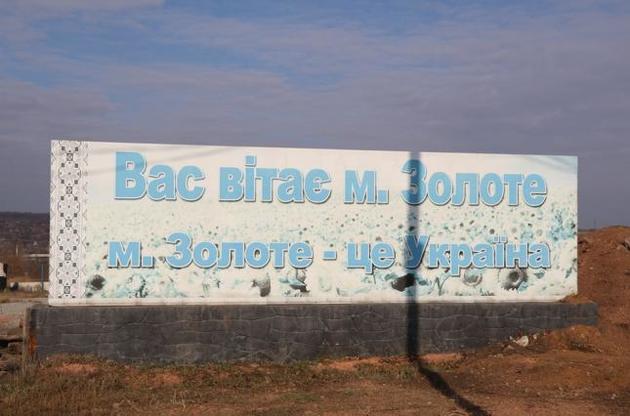 Вас вітає м. Золоте
м. Золоте - це Україна